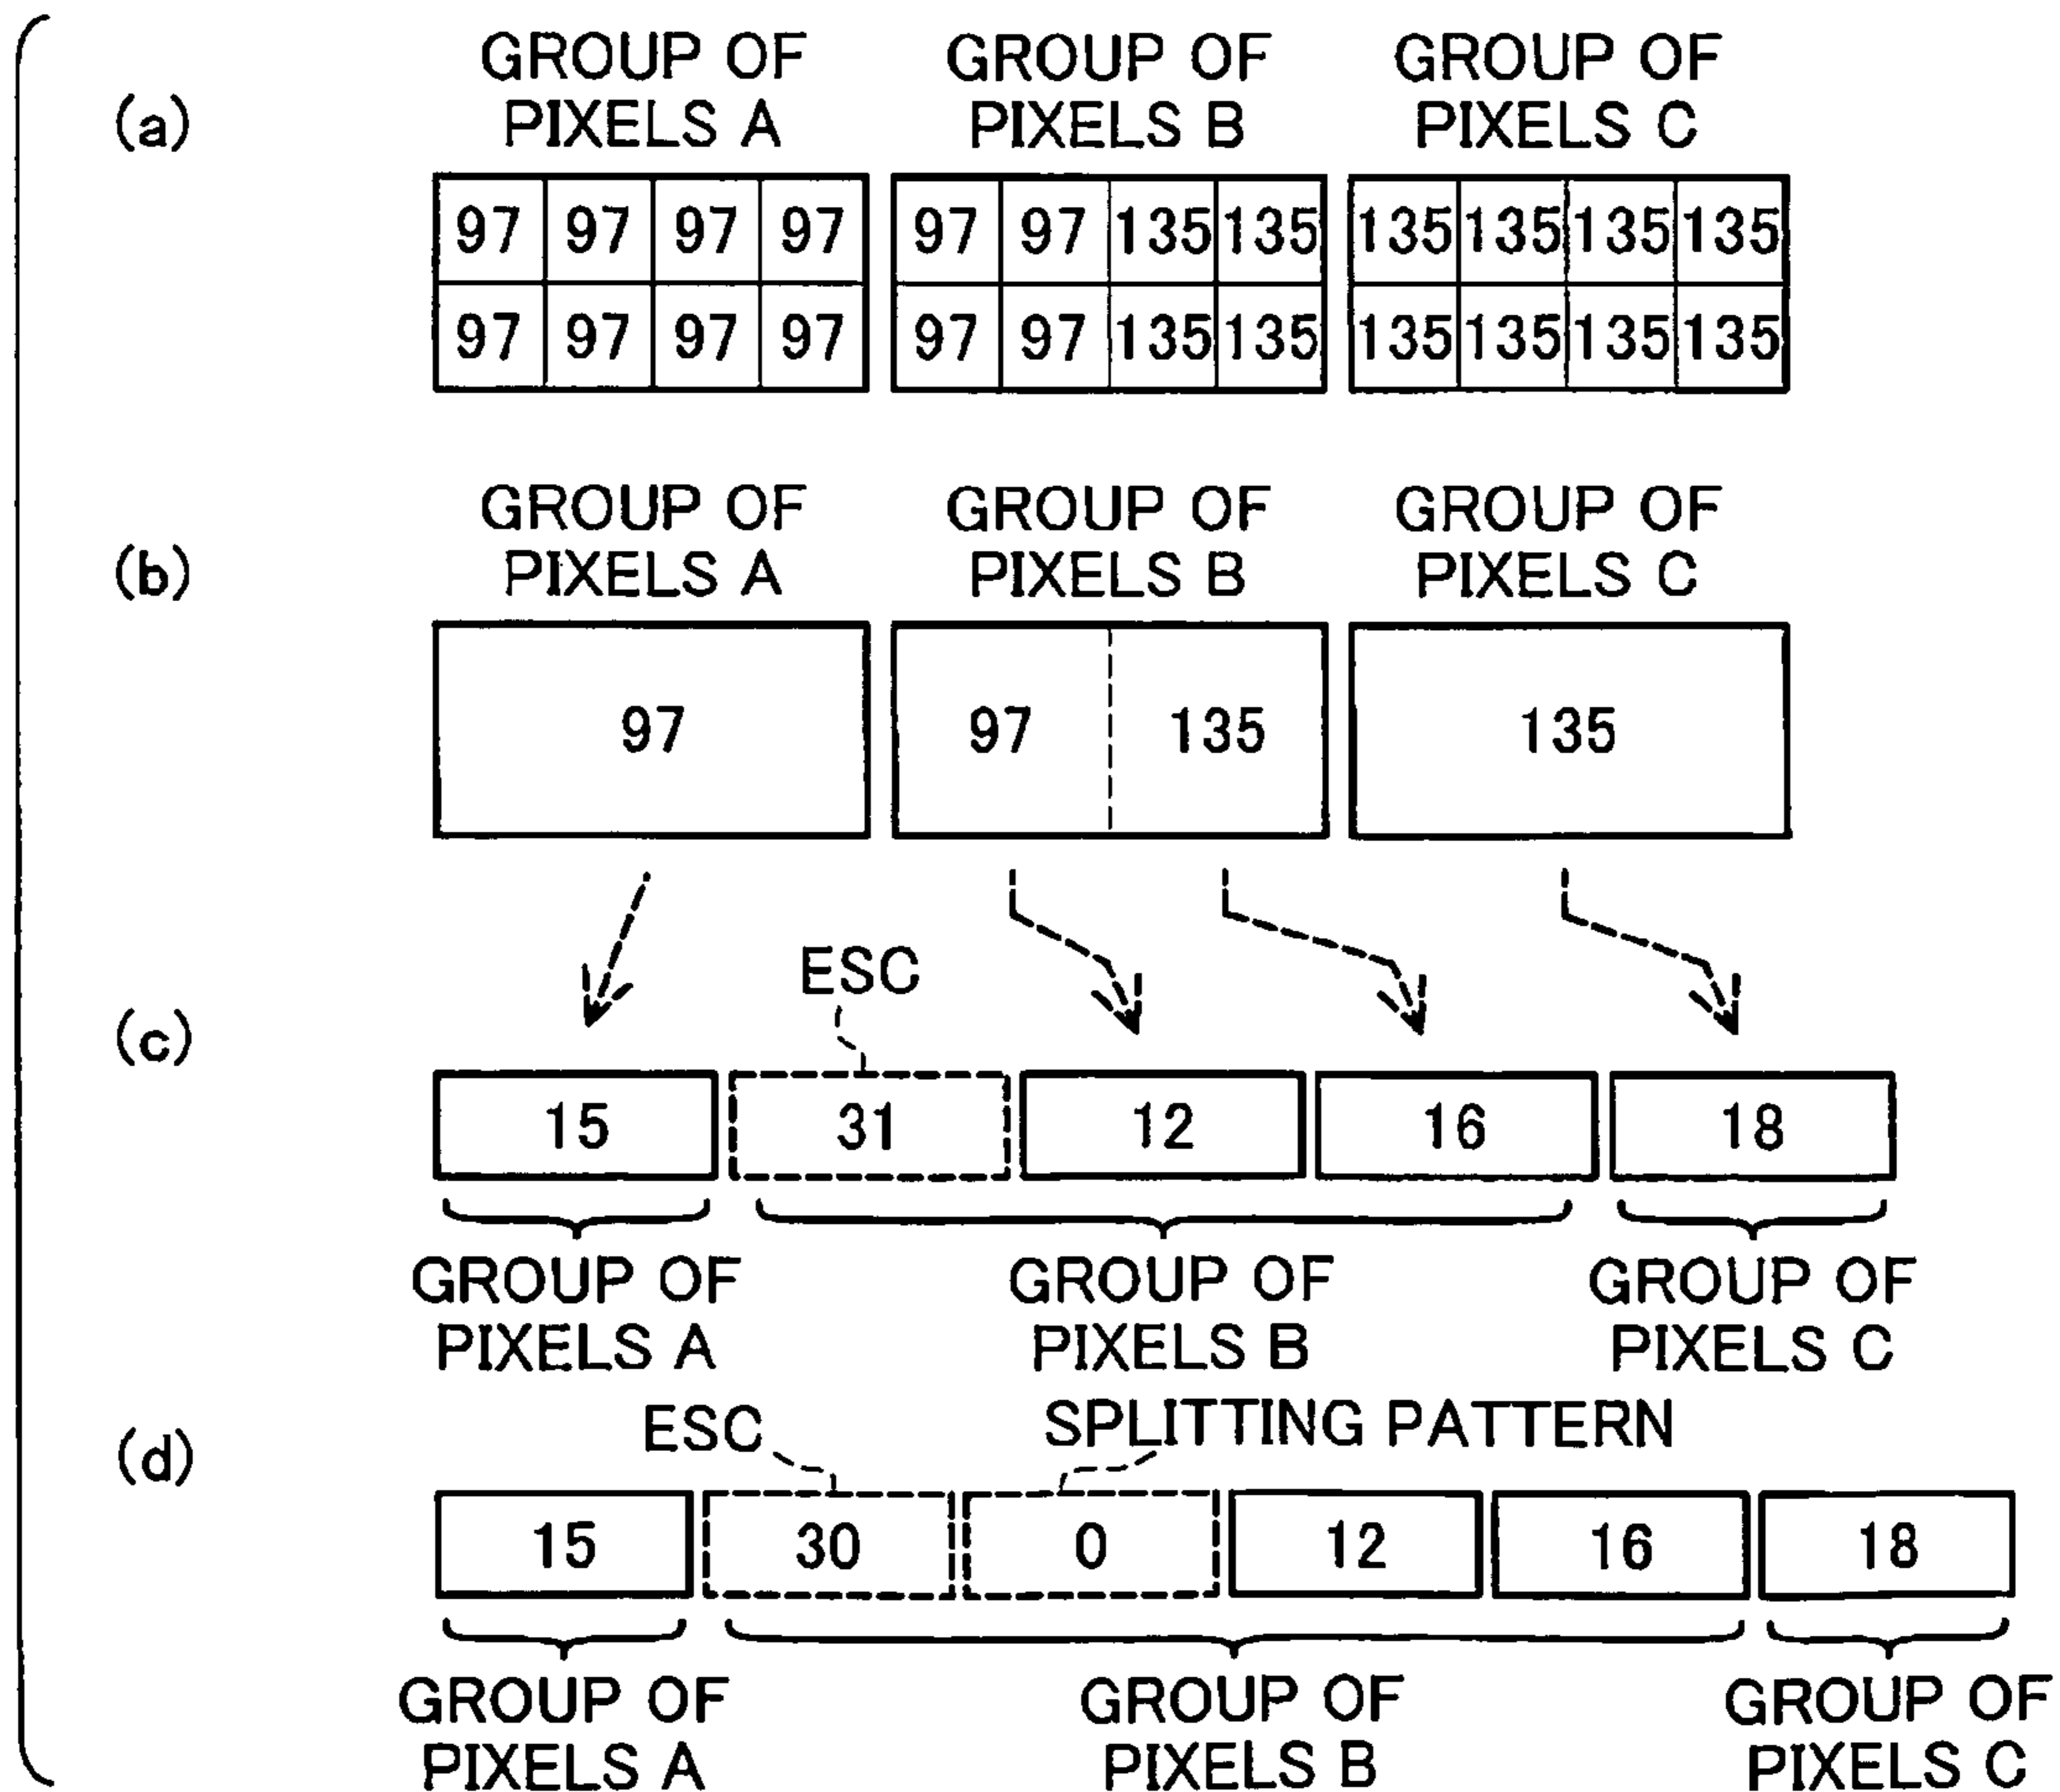 (a)
GROUP OF PIXELS A
GROUP OF PIXELS B
GROUP OF PIXELS C
97 97 97 97 97 97 135 135 135 135 135 135
97 97 97 97 97 97 135 135 135 135 135 135
(b)
GROUP OF PIXELS A
GROUP OF PIXELS B
GROUP OF PIXELS C
97 97 135 135
(c)
ESC
15 31 12 16 18
GROUP OF PIXELS A
GROUP OF PIXELS B
GROUP OF PIXELS C
(d)
ESC
SPLITTING PATTERN
15 30 0 12 16 18
GROUP OF PIXELS A
GROUP OF PIXELS B
GROUP OF PIXELS C